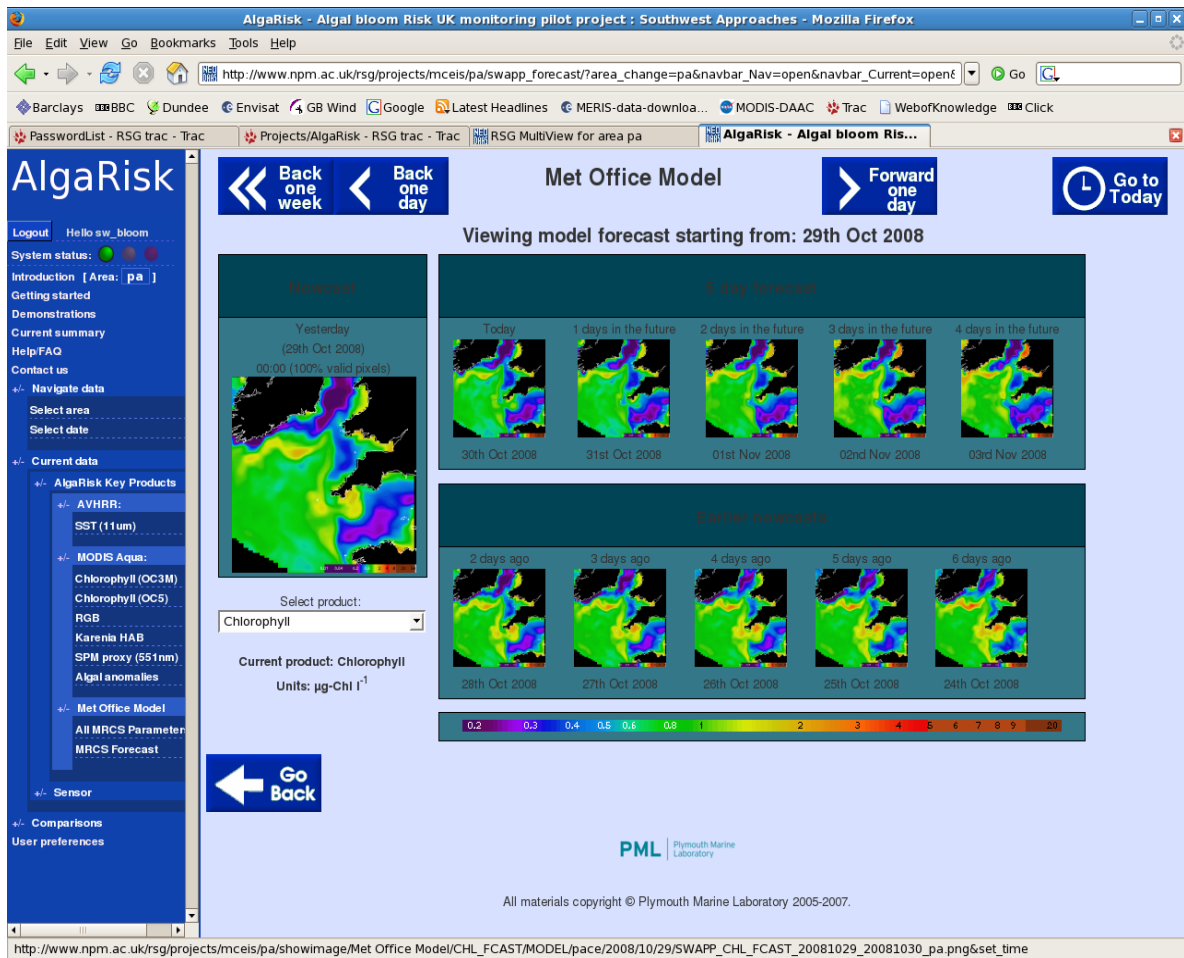 AlgaRisk - Algal bloom Risk UK monitoring pilot project : Southwest Approaches - Mozilla Firefox
File Edit View Go Bookmarks Tools Help
http://www.npm.ac.uk/rsg/projects/mceis/pa/swapp_forecast/?area_change=pa&navbar_Nav=open&navbar_Current=open& Go
Barclays BBC Dundee Envisat GB Wind Google Latest Headlines MERIS-data-downloa... MODIS-DAAC Trac WebofKnowledge Click
PasswordList - RSG trac - Trac Projects/AlgaRisk - RSG trac - Trac RSG MultiView for area pa AlgaRisk - Algal bloom Ris...
AlgaRisk
Logout Hello sw_bloom
System status:
Introduction [ Area: pa ]
Getting started
Demonstrations
Current summary
Help/FAQ
Contact us
+/- Navigate data
Select area
Select date
+/- Current data
+/- AlgaRisk Key Products
+/- AVHRR:
SST (11um)
+/- MODIS Aqua:
Chlorophyll (OC3M)
Chlorophyll (OC5)
RGB
Karenia HAB
SPM proxy (551nm)
Algal anomalies
+/- Met Office Model
All MRCS Parameter
MRCS Forecast
+/- Sensor
+/- Comparisons
User preferences
Back one week
Back one day
Met Office Model
Forward one day
Go to Today
Viewing model forecast starting from: 29th Oct 2008
Nowcast
Yesterday
(29th Oct 2008)
00:00 (100% valid pixels)
Select product:
Chlorophyll
Current product: Chlorophyll
Units: µg-Chl l-1
5 day forecast
Today 1 days in the future 2 days in the future 3 days in the future 4 days in the future
30th Oct 2008 31st Oct 2008 01st Nov 2008 02nd Nov 2008 03rd Nov 2008
Earlier nowcasts
2 days ago 3 days ago 4 days ago 5 days ago 6 days ago
28th Oct 2008 27th Oct 2008 26th Oct 2008 25th Oct 2008 24th Oct 2008
0.2 0.3 0.4 0.5 0.6 0.8 1 2 3 4 5 6 7 8 9 20
Go Back
PML Plymouth Marine
Laboratory
All materials copyright © Plymouth Marine Laboratory 2005-2007.
http://www.npm.ac.uk/rsg/projects/mceis/pa/showimage/Met Office Model/CHL_FCAST/MODEL/pace/2008/10/29/SWAPP_CHL_FCAST_20081029_20081030_pa.png&set_time